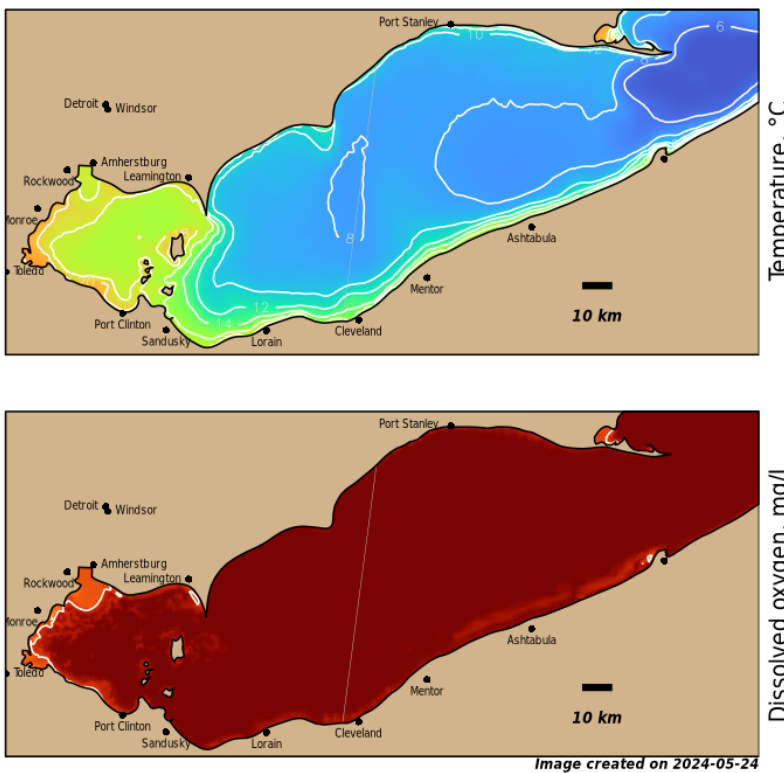 Port Stanley
10
12
6
8
Detroit
Windsor
Amherstburg
Rockwood
Leamington
Monroe
Toledo
8
Ashtabula
Mentor
10 km
12
14
Port Clinton
Sandusky
Lorain
Cleveland
Temperature, °C
Port Stanley
Detroit
Windsor
Amherstburg
Rockwood
Leamington
Monroe
Toledo
Ashtabula
Mentor
10 km
Port Clinton
Sandusky
Lorain
Cleveland
Dissolved oxygen, mg/l
Image created on 2024-05-24